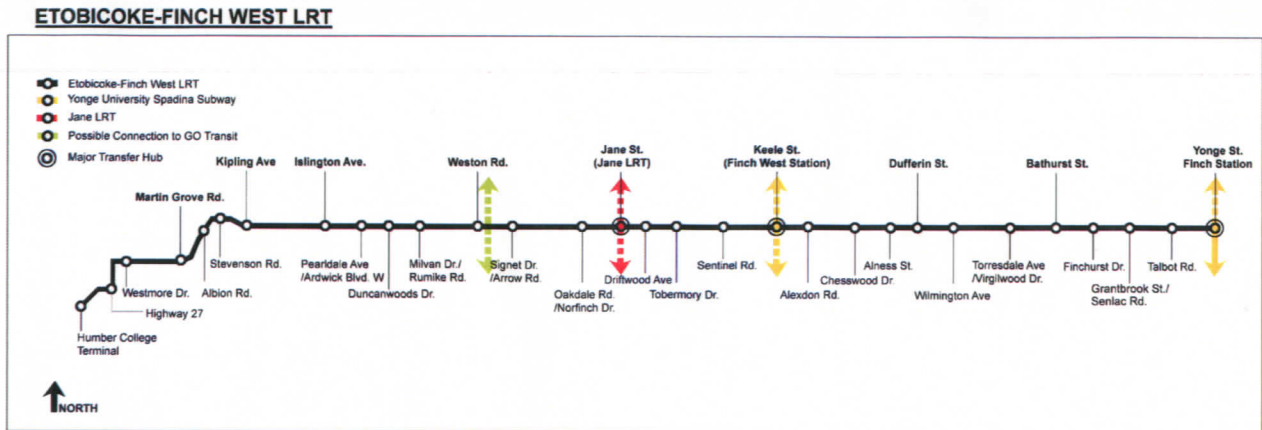 ETOBICOKE-FINCH WEST LRT
Etobicoke-Finch West LRT
Yonge University Spadina Subway
Jane LRT
Possible Connection to GO Transit
Major Transfer Hub
Martin Grove Rd.
Kipling Ave
Islington Ave.
Weston Rd.
Jane St.
(Jane LRT)
Keele St.
(Finch West Station)
Dufferin St.
Bathurst St.
Yonge St.
Finch Station
Humber College
Terminal
Highway 27
Westmore Dr.
Albion Rd.
Stevenson Rd.
Pearldale Ave
/Ardwick Blvd. W
Duncanwoods Dr.
Milvan Dr./
Rumike Rd.
Signet Dr.
/Arrow Rd.
Oakdale Rd
/Norfinch Dr.
Driftwood Ave
Tobermory Dr.
Sentinel Rd.
Alexdon Rd.
Chesswood Dr.
Alness St.
Wilmington Ave
Torresdale Ave
/Virgilwood Dr.
Finchurst Dr.
Grantbrook St./
Senlac Rd.
Talbot Rd.
NORTH